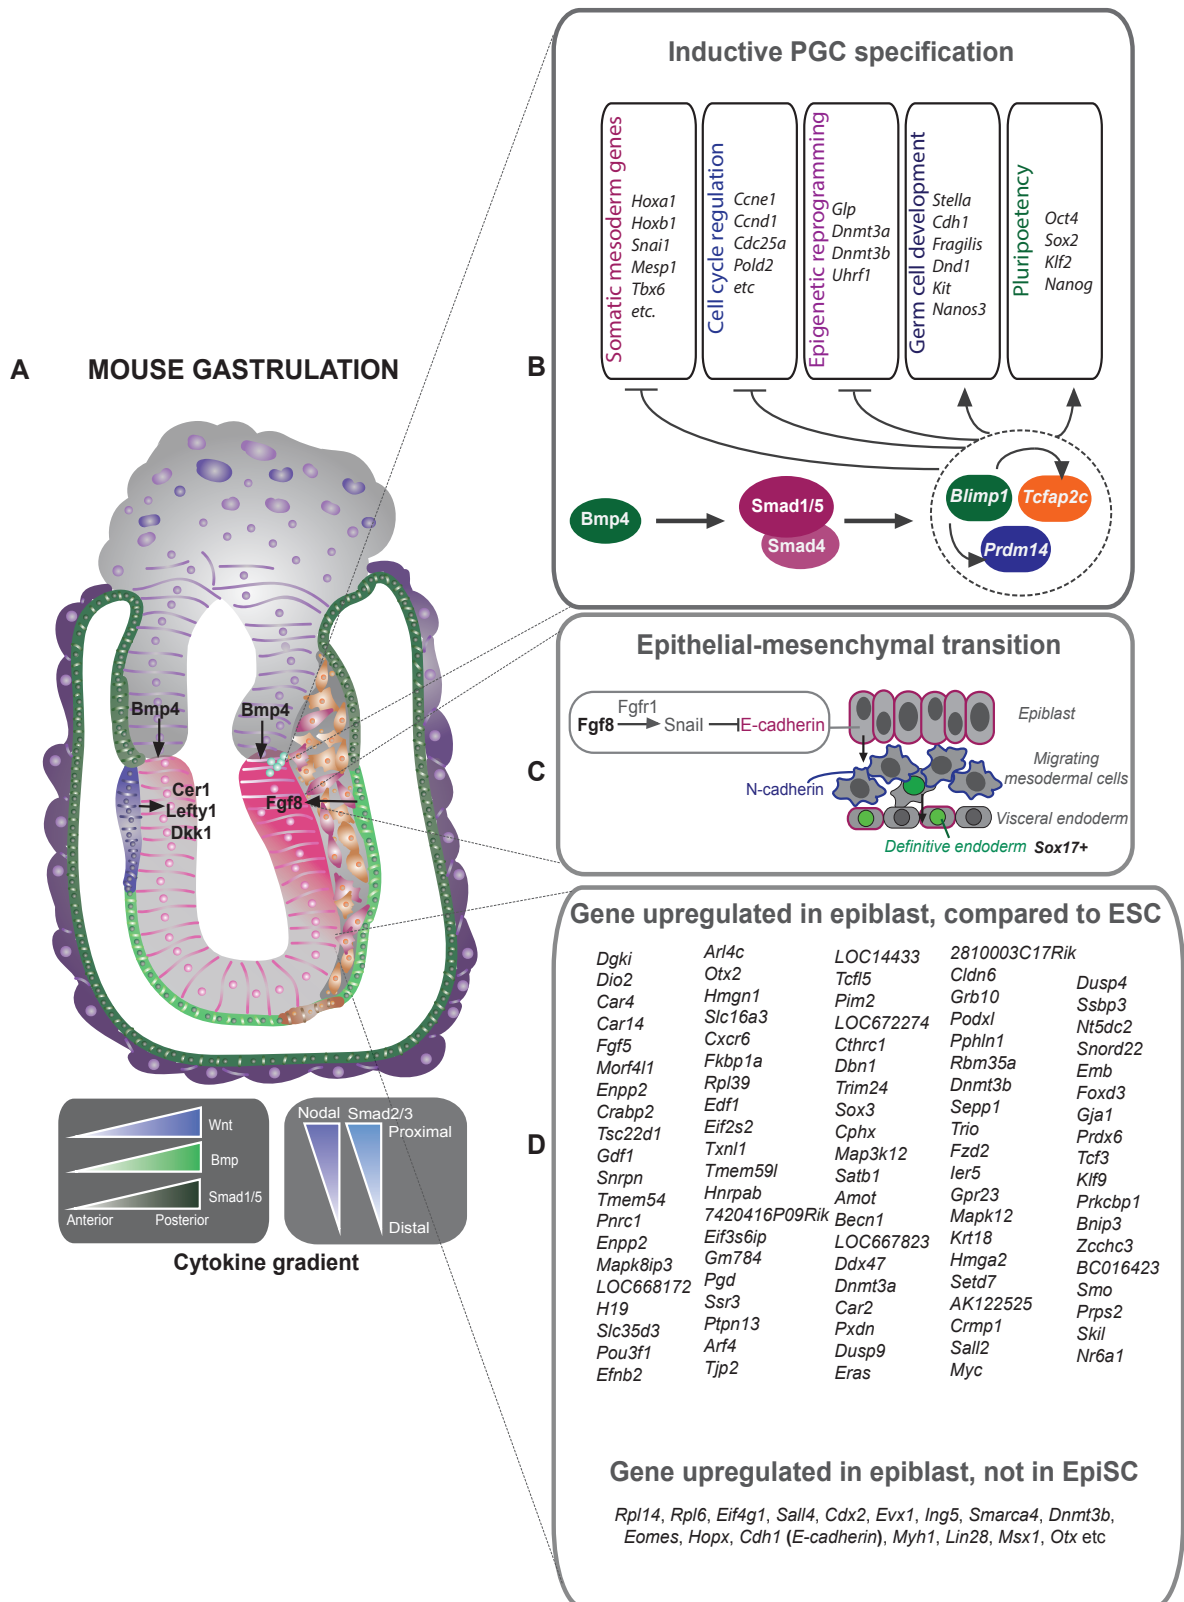 A
MOUSE GASTRULATION
Bmp4
Bmp4
Cer1
Lefty1
Dkk1
Fgf8
Wnt
Bmp
Smad1/5
Anterior
Posterior
Nodal
Smad2/3
Proximal
Distal
Cytokine gradient
B
Inductive PGC specification
Somatic mesoderm genes
Hoxa1
Hoxb1
Snai1
Mesp1
Tbx6
etc.
Cell cycle regulation
Ccne1
Ccnd1
Cdc25a
Pold2
etc
Epigenetic reprogramming
Glp
Dnmt3a
Dnmt3b
Uhrf1
Germ cell development
Stella
Cdh1
Fragilis
Dnd1
Kit
Nanos3
Pluripoetency
Oct4
Sox2
Klf2
Nanog
Bmp4
Smad1/5
Smad4
Blimp1
Tcfap2c
Prdm14
C
Epithelial-mesenchymal transition
Fgfr1
Fgf8
Snail
E-cadherin
Epiblast
Migrating
mesodermal cells
N-cadherin
Visceral endoderm
Definitive endoderm Sox17+
D
Gene upregulated in epiblast, compared to ESC
Dgki
Dio2
Car4
Car14
Fgf5
Morf4l1
Enpp2
Crabp2
Tsc22d1
Gdf1
Snrpn
Tmem54
Pnrc1
Enpp2
Mapk8ip3
LOC668172
H19
Slc35d3
Pou3f1
Efnb2
Arl4c
Otx2
Hmgn1
Slc16a3
Cxcr6
Fkbp1a
Rpl39
Edf1
Eif2s2
Txnl1
Tmem59l
Hnrpab
7420416P09Rik
Eif3s6ip
Gm784
Pgd
Ssr3
Ptpn13
Arf4
Tjp2
LOC14433
Tcfl5
Pim2
LOC672274
Cthrc1
Dbn1
Trim24
Sox3
Cphx
Map3k12
Satb1
Amot
Becn1
LOC667823
Ddx47
Dnmt3a
Car2
Pxdn
Dusp9
Eras
2810003C17Rik
Cldn6
Grb10
Podxl
Pphln1
Rbm35a
Dnmt3b
Sepp1
Trio
Fzd2
Ier5
Gpr23
Mapk12
Krt18
Hmga2
Setd7
AK122525
Crmp1
Sall2
Myc
Dusp4
Ssbp3
Nt5dc2
Snord22
Emb
Foxd3
Gja1
Prdx6
Tcf3
Klf9
Prkcbp1
Bnip3
Zcchc3
BC016423
Smo
Prps2
Skil
Nr6a1
Gene upregulated in epiblast, not in EpiSC
Rpl14, Rpl6, Eif4g1, Sall4, Cdx2, Evx1, Ing5, Smarca4, Dnmt3b,
Eomes, Hopx, Cdh1 (E-cadherin), Myh1, Lin28, Msx1, Otx etc